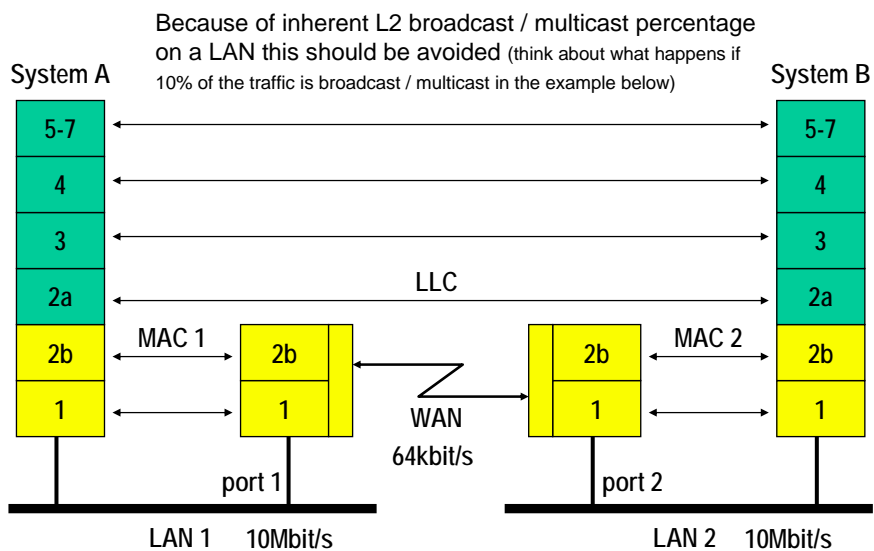 Because of inherent L2 broadcast / multicast percentage
on a LAN this should be avoided (think about what happens if
10% of the traffic is broadcast / multicast in the example below)
System A
System B
5-7
5-7
4
4
3
3
LLC
2a
2a
MAC 1
MAC 2
2b
2b
2b
2b
1
1
1
1
WAN
64kbit/s
port 1
port 2
LAN 1 10Mbit/s
LAN 2 10Mbit/s